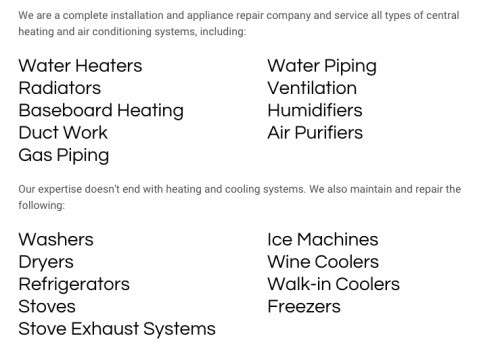 We are a complete installation and appliance repair company and service all types of central
heating and air conditioning systems, including:
Water Heaters
Radiators
Baseboard Heating
Duct Work
Gas Piping
Water Piping
Ventilation
Humidifiers
Air Purifiers
Our expertise doesn't end with heating and cooling systems. We also maintain and repair the
following:
Washers
Dryers
Refrigerators
Stoves
Stove Exhaust Systems
Ice Machines
Wine Coolers
Walk-in Coolers
Freezers